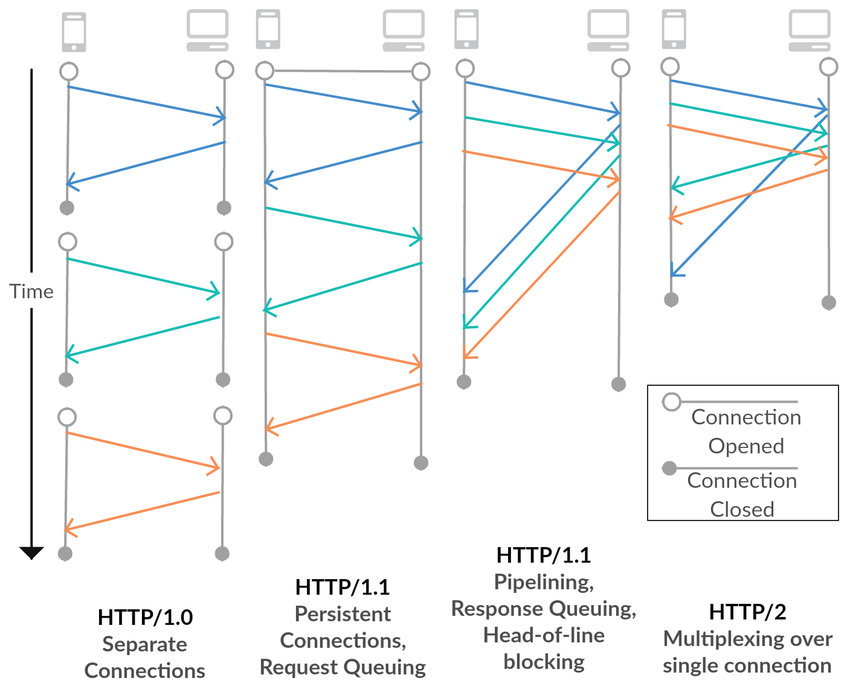 Time
Connection
Opened
Connection
Closed
HTTP/1.0
Separate
Connections
HTTP/1.1
Persistent
Connections,
Request Queuing
HTTP/1.1
Pipelining,
Response Queuing,
Head-of-line
blocking
HTTP/2
Multiplexing over
single connection